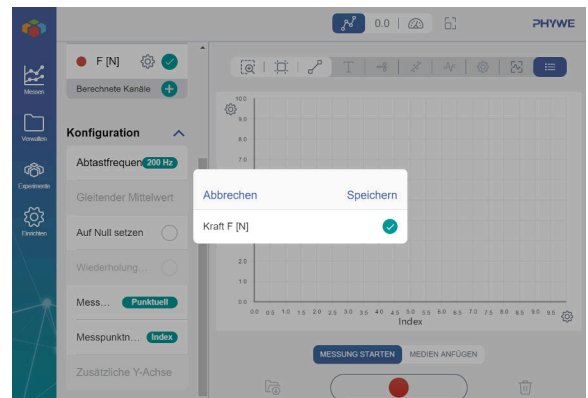 0.0
PHYWE
F [N]
Messen
Berechnete Kanäle
Verwalten
Konfiguration
Abtastfrequen 200 Hz
Experimente
Gleitender Mittelwert
Einrichten
Auf Null setzen
Wiederholung...
Mess... Punktuell
Messpunktn... Index
Zusätzliche Y-Achse
T
10.0
9.0
8.0
7.0
Abbrechen Speichern
Kraft F [N]
2.0
1.0
0.0
0.0 0.5 1.0 1.5 2.0 2.5 3.0 3.5 4.0 4.5 5.0 5.5 6.0 6.5 7.0 7.5 8.0 8.5 9.0 9.5
Index
MESSUNG STARTEN MEDIEN ANFÜGEN